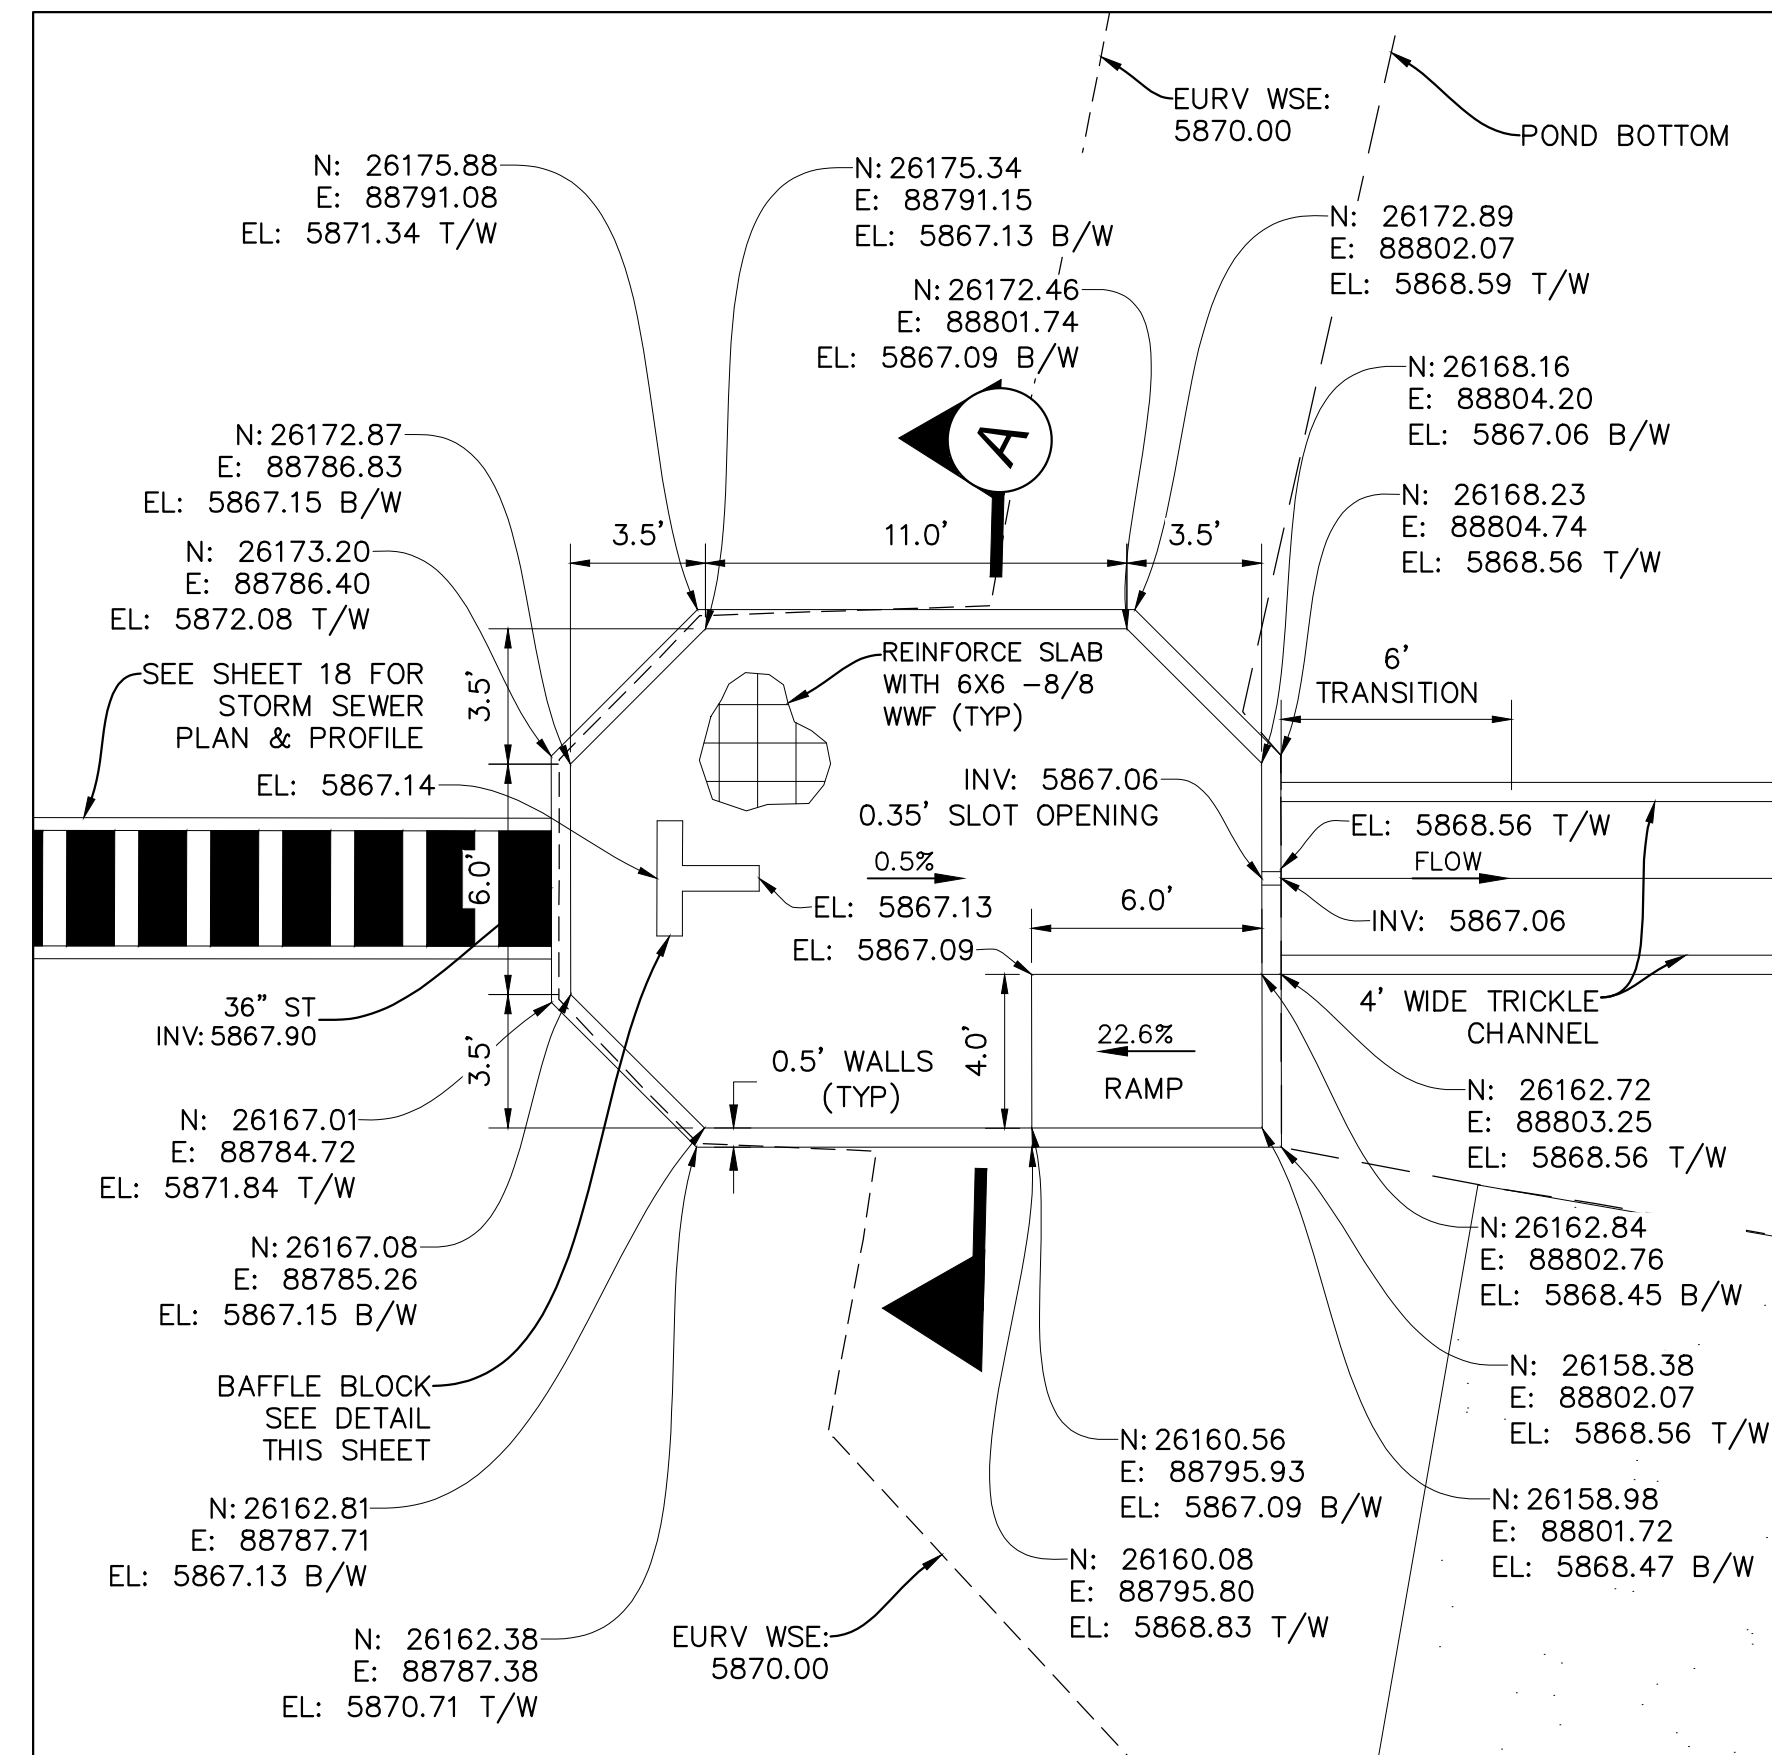 EURV WSE:
5870.00
POND BOTTOM
N: 26175.88
E: 88791.08
EL: 5871.34 T/W
N: 26175.34
E: 88791.15
EL: 5867.13 B/W
N: 26172.89
E: 88802.07
EL: 5868.59 T/W
N: 26172.46
E: 88801.74
EL: 5867.09 B/W
N: 26168.16
E: 88804.20
EL: 5867.06 B/W
A
N: 26172.87
E: 88786.83
EL: 5867.15 B/W
N: 26168.23
E: 88804.74
EL: 5868.56 T/W
N: 26173.20
E: 88786.40
EL: 5872.08 T/W
3.5'
11.0'
3.5'
SEE SHEET 18 FOR
STORM SEWER
PLAN & PROFILE
3.5'
REINFORCE SLAB
WITH 6X6 -8/8
WWF (TYP)
6'
TRANSITION
EL: 5867.14
INV: 5867.06
0.35' SLOT OPENING
EL: 5868.56 T/W
6.0'
0.5%
FLOW
EL: 5867.13
6.0'
INV: 5867.06
EL: 5867.09
36" ST
INV: 5867.90
4' WIDE TRICKLE
CHANNEL
3.5'
0.5' WALLS
(TYP)
4.0'
22.6%
RAMP
N: 26167.01
E: 88784.72
EL: 5871.84 T/W
N: 26162.72
E: 88803.25
EL: 5868.56 T/W
N: 26167.08
E: 88785.26
EL: 5867.15 B/W
N: 26162.84
E: 88802.76
EL: 5868.45 B/W
BAFFLE BLOCK
SEE DETAIL
THIS SHEET
N: 26158.38
E: 88802.07
EL: 5868.56 T/W
N: 26160.56
E: 88795.93
EL: 5867.09 B/W
N: 26162.81
E: 88787.71
EL: 5867.13 B/W
N: 26158.98
E: 88801.72
EL: 5868.47 B/W
N: 26160.08
E: 88795.80
EL: 5868.83 T/W
N: 26162.38
E: 88787.38
EL: 5870.71 T/W
EURV WSE:
5870.00